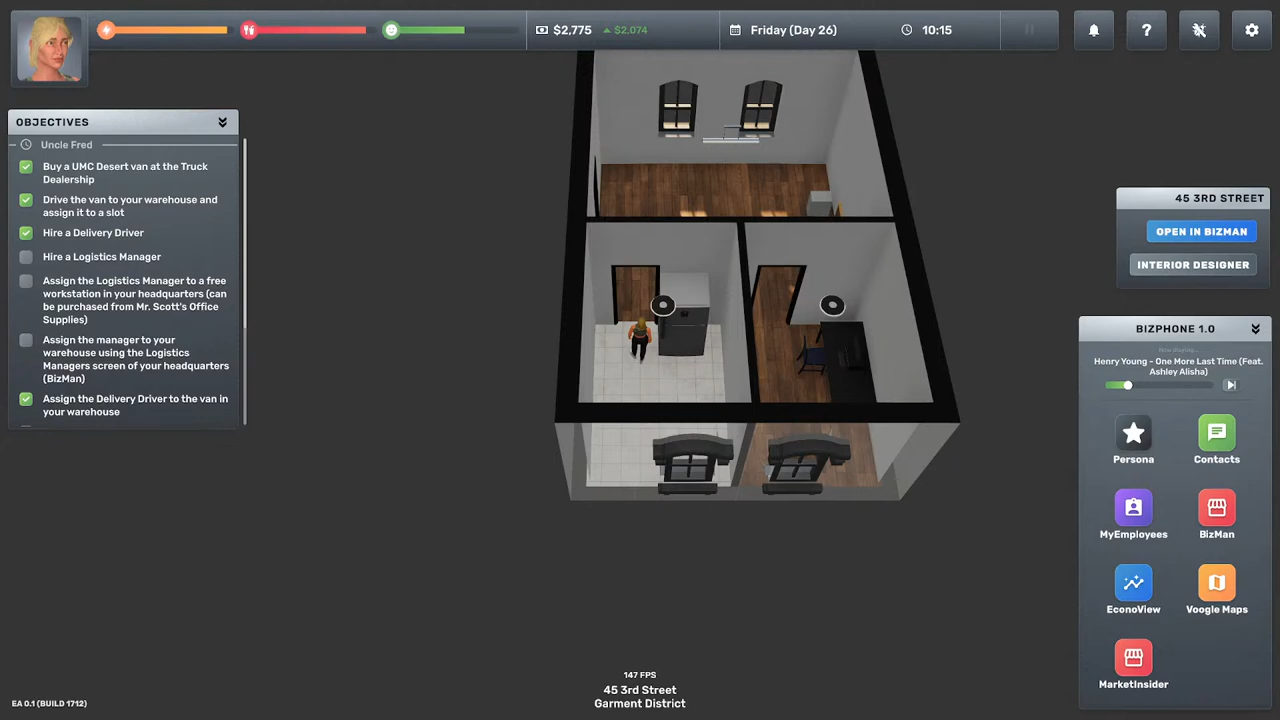 $2,775
$2,074
Friday (Day 26)
10:15
?
OBJECTIVES
Uncle Fred
Buy a UMC Desert van at the Truck
Dealership
Drive the van to your warehouse and
assign it to a slot
Hire a Delivery Driver
Hire a Logistics Manager
Assign the Logistics Manager to a free
workstation in your headquarters (can
be purchased from Mr. Scott's Office
Supplies)
Assign the manager to your
warehouse using the Logistics
Managers screen of your headquarters
(BizMan)
Assign the Delivery Driver to the van in
your warehouse
45 3RD STREET
OPEN IN BIZMAN
INTERIOR DESIGNER
BIZPHONE 1.0
Now playing...
Henry Young - One More Last Time (Feat.
Ashley Alisha)
Persona
Contacts
MyEmployees
BizMan
EconoView
Voogle Maps
MarketInsider
147 FPS
45 3rd Street
Garment District
EA 0.1 (BUILD 1712)